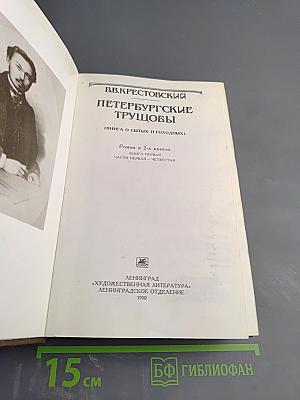 В.В.КРЕСТОВСКИЙ
ПЕТЕРБУРГСКИЕ
ТРУЩОБЫ
(КНИГА О СЫТЫХ И ГОЛОДНЫХ)
Роман в 2-х книгах
КНИГА ПЕРВАЯ
ЧАСТИ ПЕРВАЯ — ЧЕТВЕРТАЯ
ЛЕНИНГРАД
«ХУДОЖЕСТВЕННАЯ ЛИТЕРАТУРА»
ЛЕНИНГРАДСКОЕ ОТДЕЛЕНИЕ
1990
15 см
БФ ГИБЛИОФАН